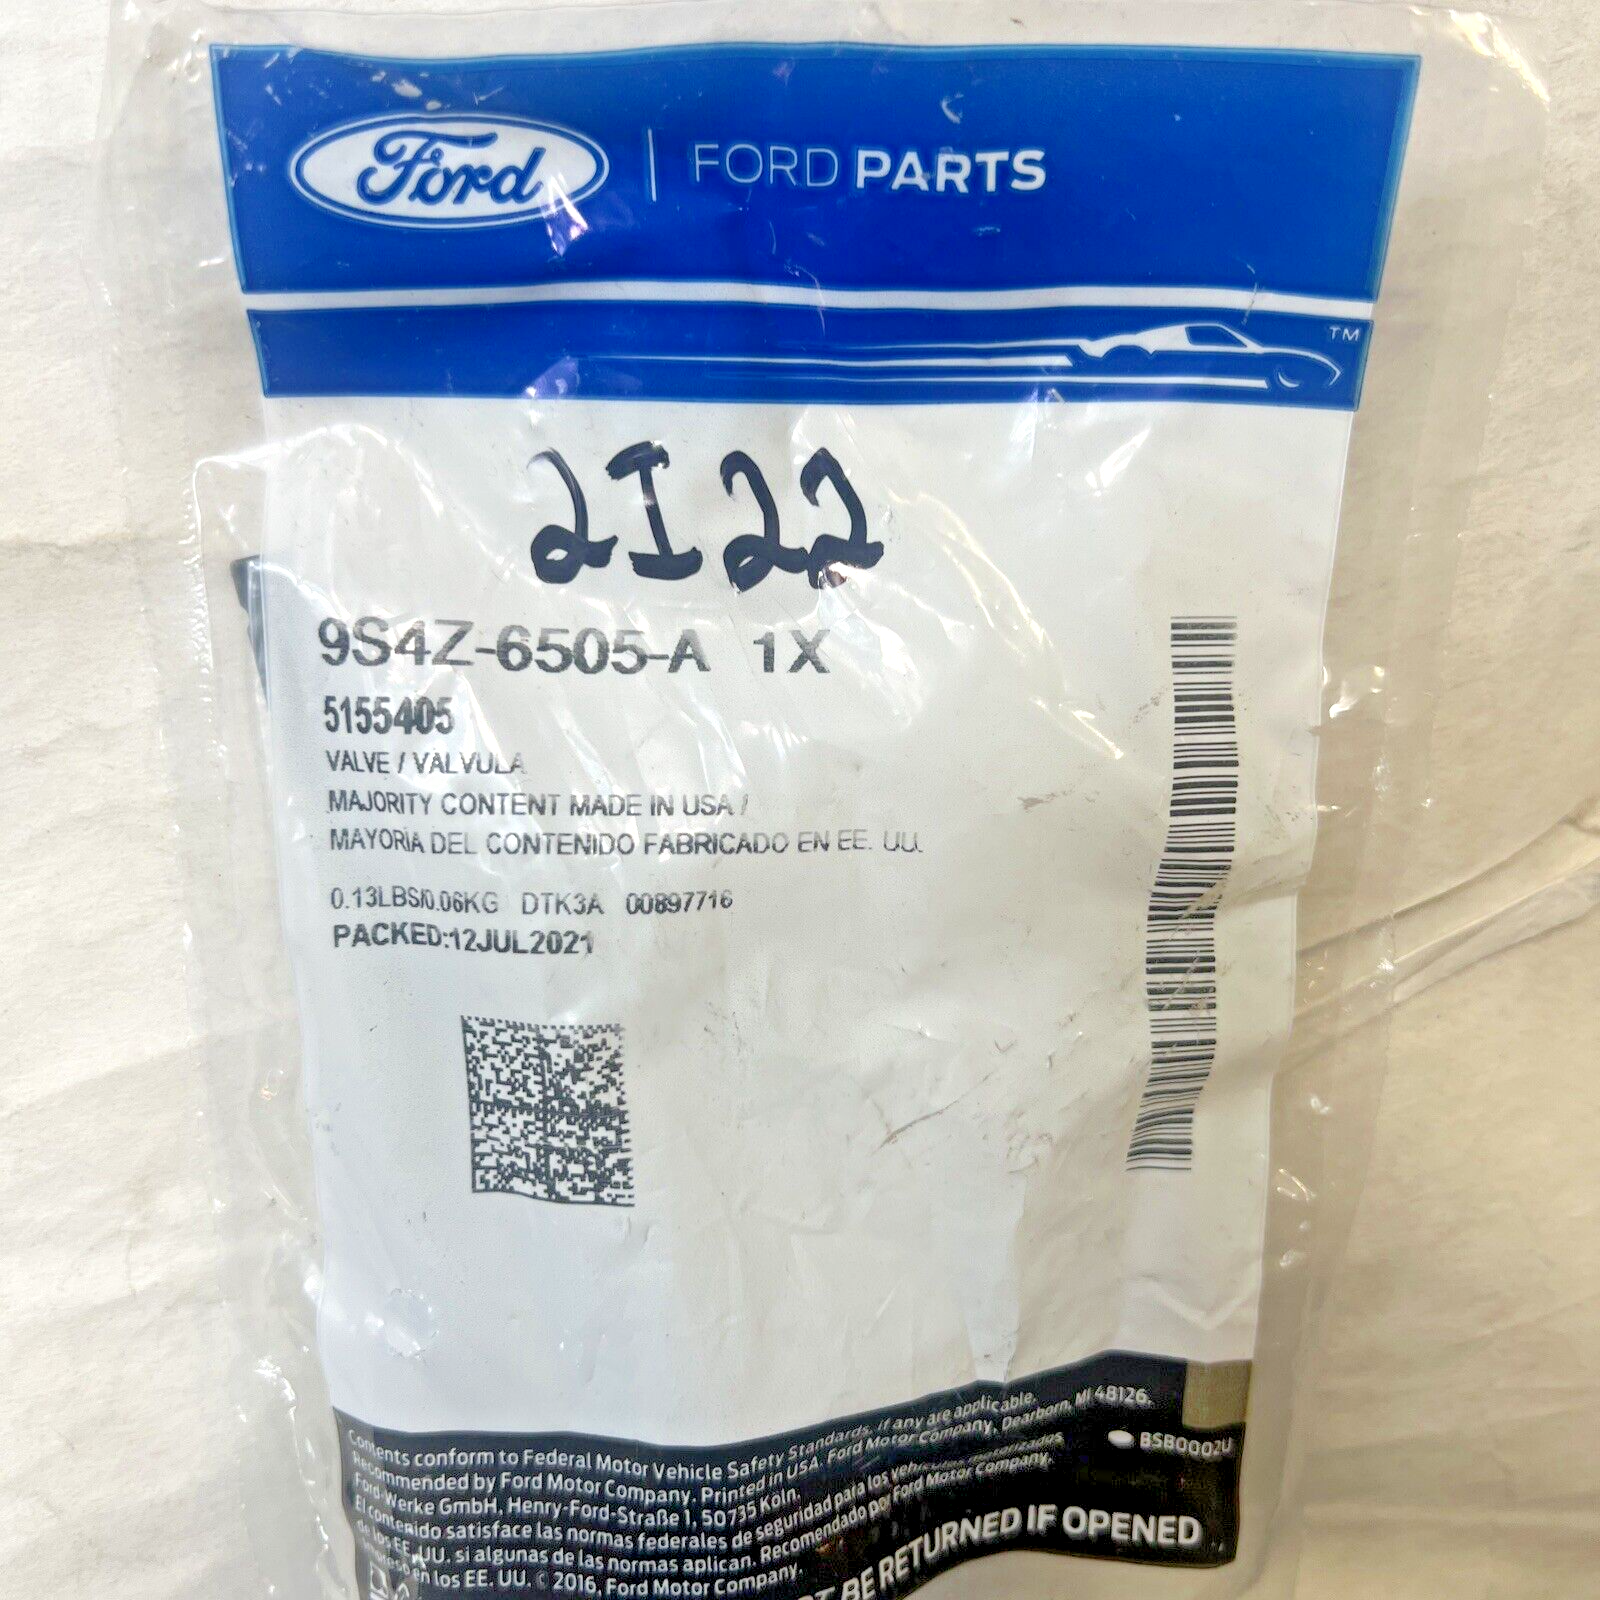 Ford | FORD PARTS
TM
2I22
9S4Z-6505-A 1X
5155405
VALVE / VALVULA
MAJORITY CONTENT MADE IN USA /
MAYORIA DEL CONTENIDO FABRICADO EN EE. UU.
0.13LBS/0.06KG DTK3A 00897716
PACKED:12JUL2021
Contents conform to Federal Motor Vehicle Safety Standards, if any are applicable.
Recommended by Ford Motor Company. Printed in USA. Ford Motor Company, Dearborn, MI 48126,
Ford-Werke GmbH, Henry-Ford-Straße 1, 50735 Köln.
El contenido satisface las normas federales de seguridad para los vehículos motorizados
de los EE. UU. si algunas de las normas aplican. Recomendado por Ford Motor Company.
Impreso en los EE. UU. © 2016, Ford Motor Company.
BSB0002U
BE RETURNED IF OPENED